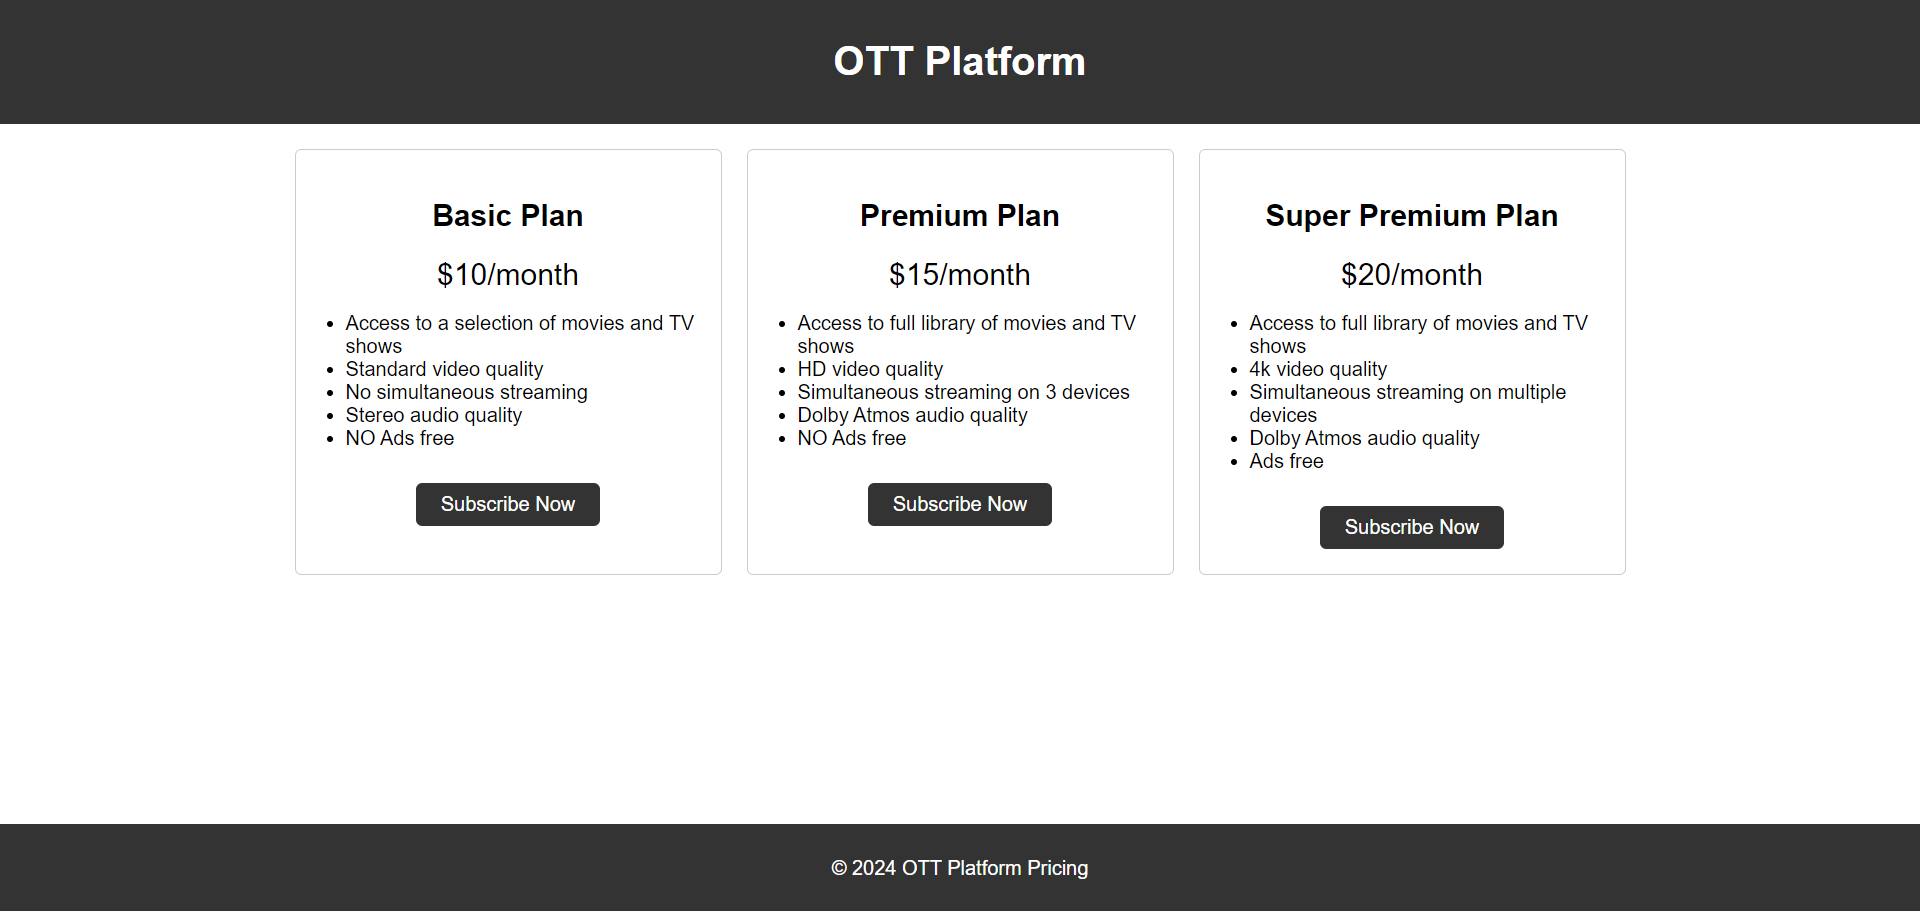 OTT Platform
Basic Plan
$10/month
Access to a selection of movies and TV
shows
Standard video quality
No simultaneous streaming
Stereo audio quality
NO Ads free
Subscribe Now
Premium Plan
$15/month
Access to full library of movies and TV
shows
HD video quality
Simultaneous streaming on 3 devices
Dolby Atmos audio quality
NO Ads free
Subscribe Now
Super Premium Plan
$20/month
Access to full library of movies and TV
shows
4k video quality
Simultaneous streaming on multiple
devices
Dolby Atmos audio quality
Ads free
Subscribe Now
© 2024 OTT Platform Pricing